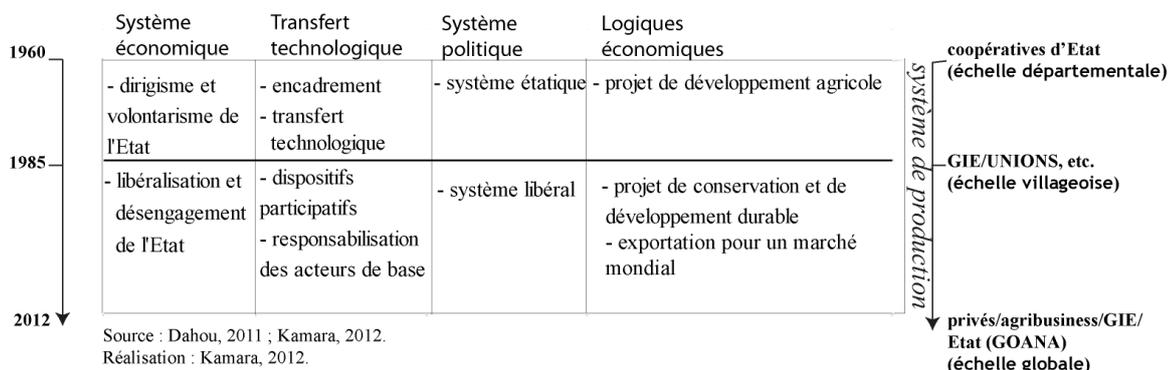 Système économique
Transfert technologique
Système politique
Logiques économiques
1960
- dirigisme et
volontarisme de
l'Etat
- encadrement
- transfert
technologique
- système étatique
- projet de développement agricole
1985
- libéralisation et
désengagement
de l'Etat
- dispositifs
participatifs
- responsabilisation
des acteurs de base
- système libéral
- projet de conservation et de
développement durable
- exportation pour un marché
mondial
2012
système de production
coopératives d'Etat
(échelle départementale)
GIE/UNIONS, etc.
(échelle villageoise)
privés/agribusiness/GIE/
Etat (GOANA)
(échelle globale)
Source : Dahou, 2011 ; Kamara, 2012.
Réalisation : Kamara, 2012.